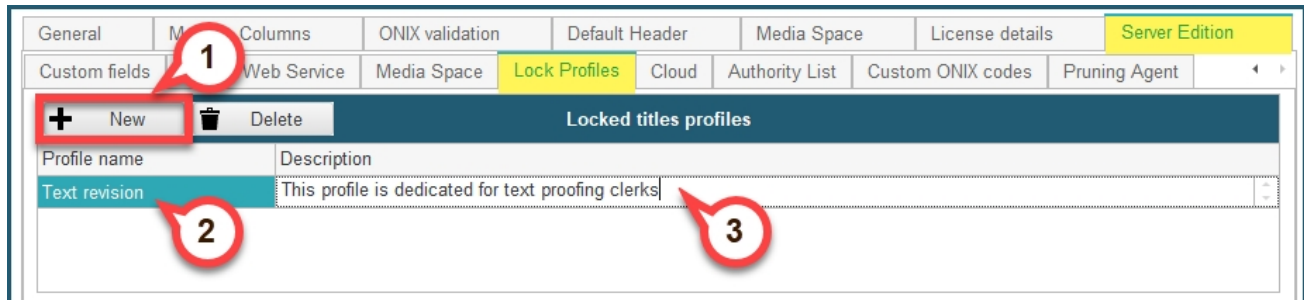 General M Columns ONIX validation Default Header Media Space License details Server Edition
Custom fields Web Service Media Space Lock Profiles Cloud Authority List Custom ONIX codes Pruning Agent
1
New Delete Locked titles profiles
Profile name Description
Text revision This profile is dedicated for text proofing clerks
2 3